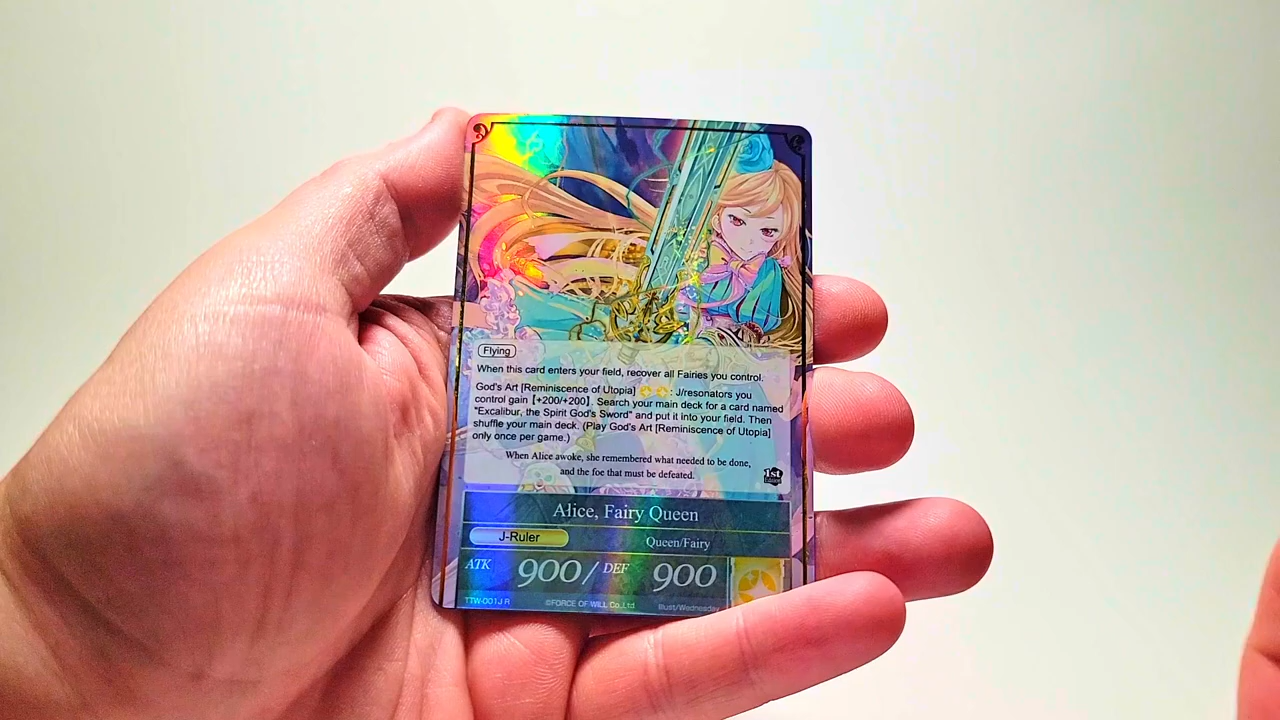 Flying
When this card enters your field, recover all Fairies you control.
God's Art [Reminiscence of Utopia] : J/resonators you
control gain [+200/+200]. Search your main deck for a card named
"Excalibur, the Spirit God's Sword" and put it into your field. Then
shuffle your main deck. (Play God's Art [Reminiscence of Utopia]
only once per game.)
When Alice awoke, she remembered what needed to be done,
and the foe that must be defeated.
1st
Edition
Alice, Fairy Queen
J-Ruler
Queen/Fairy
ATK 900 / DEF 900
TTW-001J R ©FORCE OF WILL Co.,Ltd. Illust/Wednesday